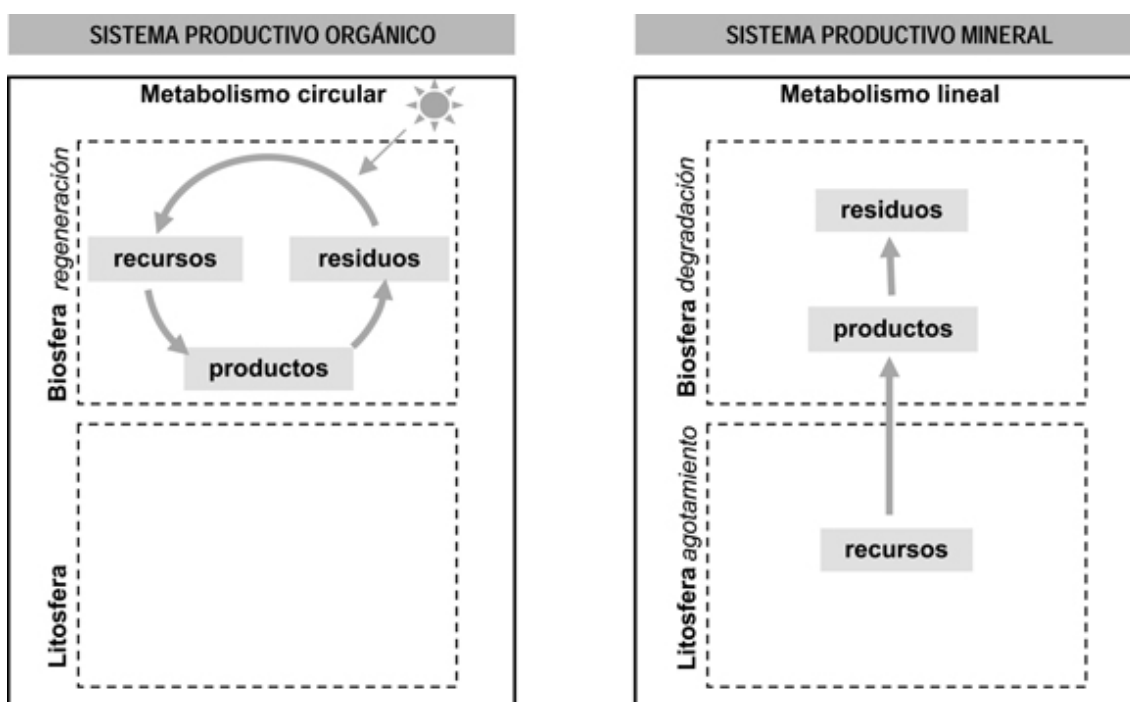 SISTEMA PRODUCTIVO ORGÁNICO
Metabolismo circular
Biosfera regeneración
recursos
residuos
productos
Litosfera
SISTEMA PRODUCTIVO MINERAL
Metabolismo lineal
Biosfera degradación
residuos
productos
Litosfera agotamiento
recursos